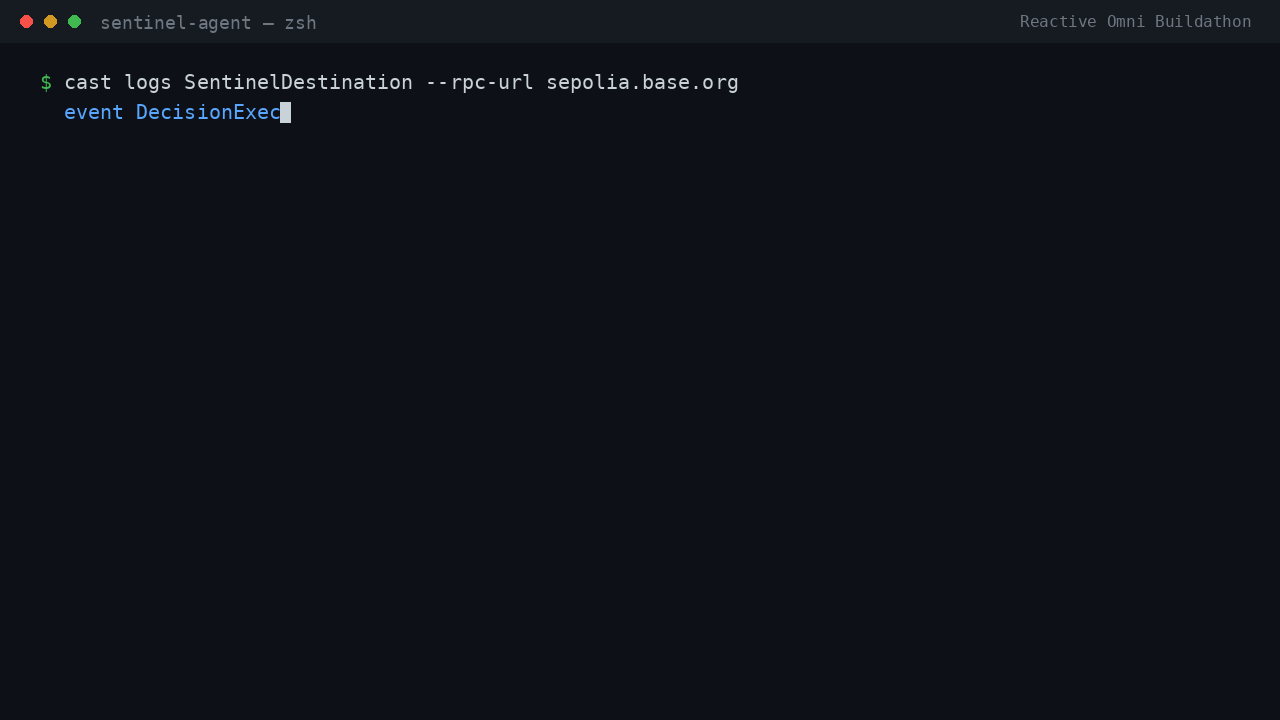 sentinel-agent — zsh
Reactive Omni Buildathon
$ cast logs SentinelDestination --rpc-url sepolia.base.org
event DecisionExec